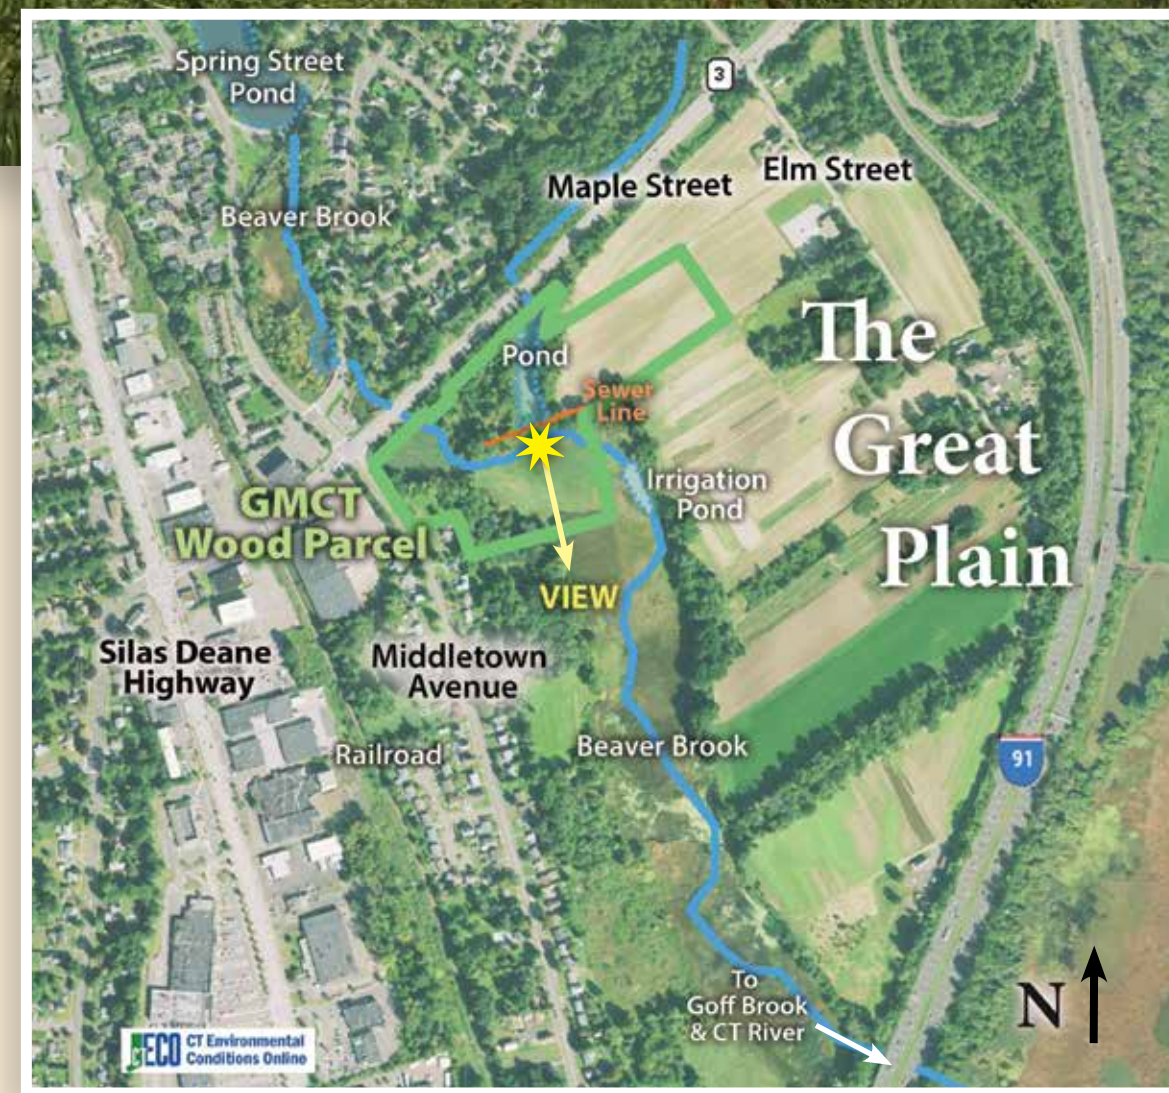 Spring Street
Pond
3
Maple Street
Elm Street
Beaver Brook
The
Great
Plain
Pond
Sewer
Line
Irrigation
Pond
GMCT
Wood Parcel
VIEW
Silas Deane
Highway
Middletown
Avenue
Railroad
Beaver Brook
91
To
Goff Brook
& CT River
N
ECO
CT Environmental
Conditions Online